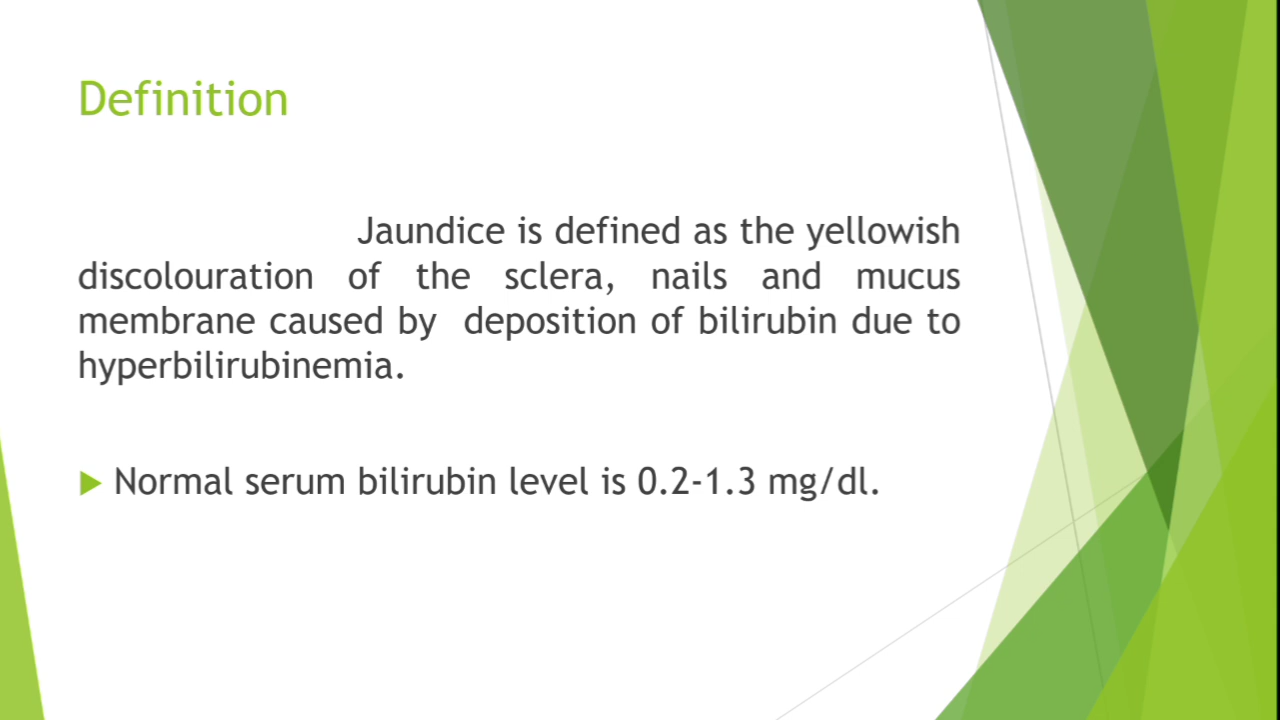 Definition
Jaundice is defined as the yellowish
discolouration of the sclera, nails and mucus
membrane caused by deposition of bilirubin due to
hyperbilirubinemia.
Normal serum bilirubin level is 0.2-1.3 mg/dl.